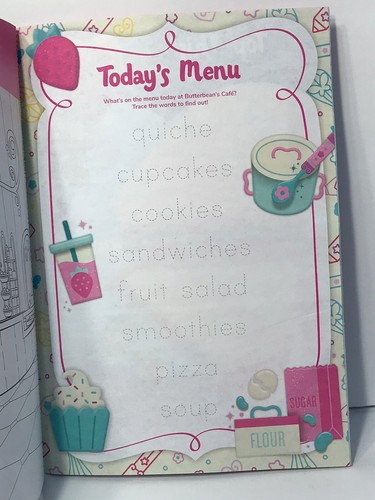 Today's Menu
What's on the menu today at Butterbean's Café?
Trace the words to find out!
quiche
cupcakes
cookies
sandwiches
fruit salad
smoothies
pizza
soup
SUGAR
FLOUR